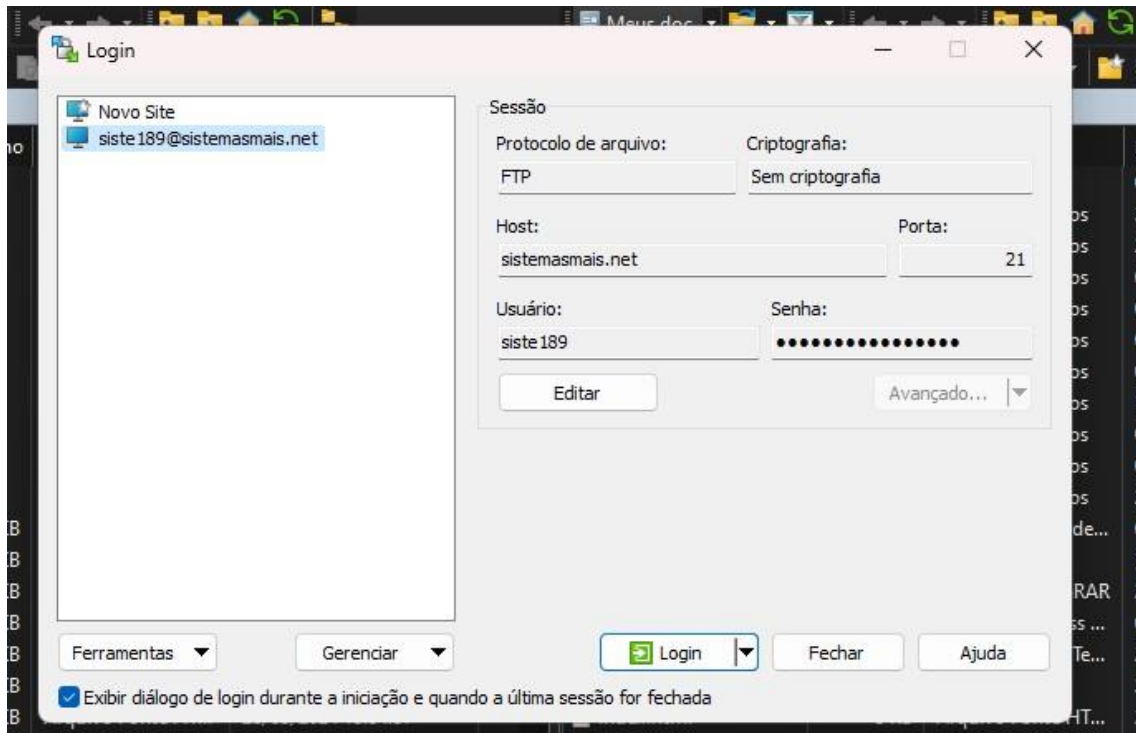 Meus doc
Login
Novo Site
siste189@sistemasmais.net
Sessão
Protocolo de arquivo:
Criptografia:
FTP
Sem criptografia
Host:
Porta:
sistemasmais.net
21
Usuário:
Senha:
siste189
••••••••••••••••
Editar
Avançado...
Ferramentas
Gerenciar
Login
Fechar
Ajuda
Exibir diálogo de login durante a iniciação e quando a última sessão for fechada